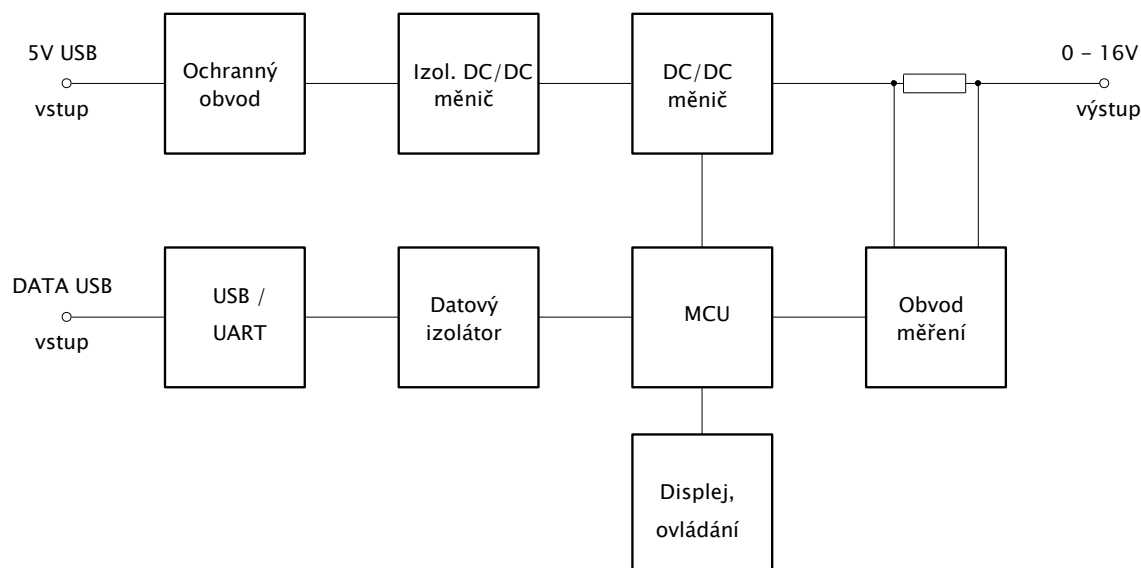 5V USB
vstup
Ochranný
obvod
Izol. DC/DC
měnič
DC/DC
měnič
0 – 16V
výstup
DATA USB
vstup
USB /
UART
Datový
izolátor
MCU
Obvod
měření
Displej,
ovládání